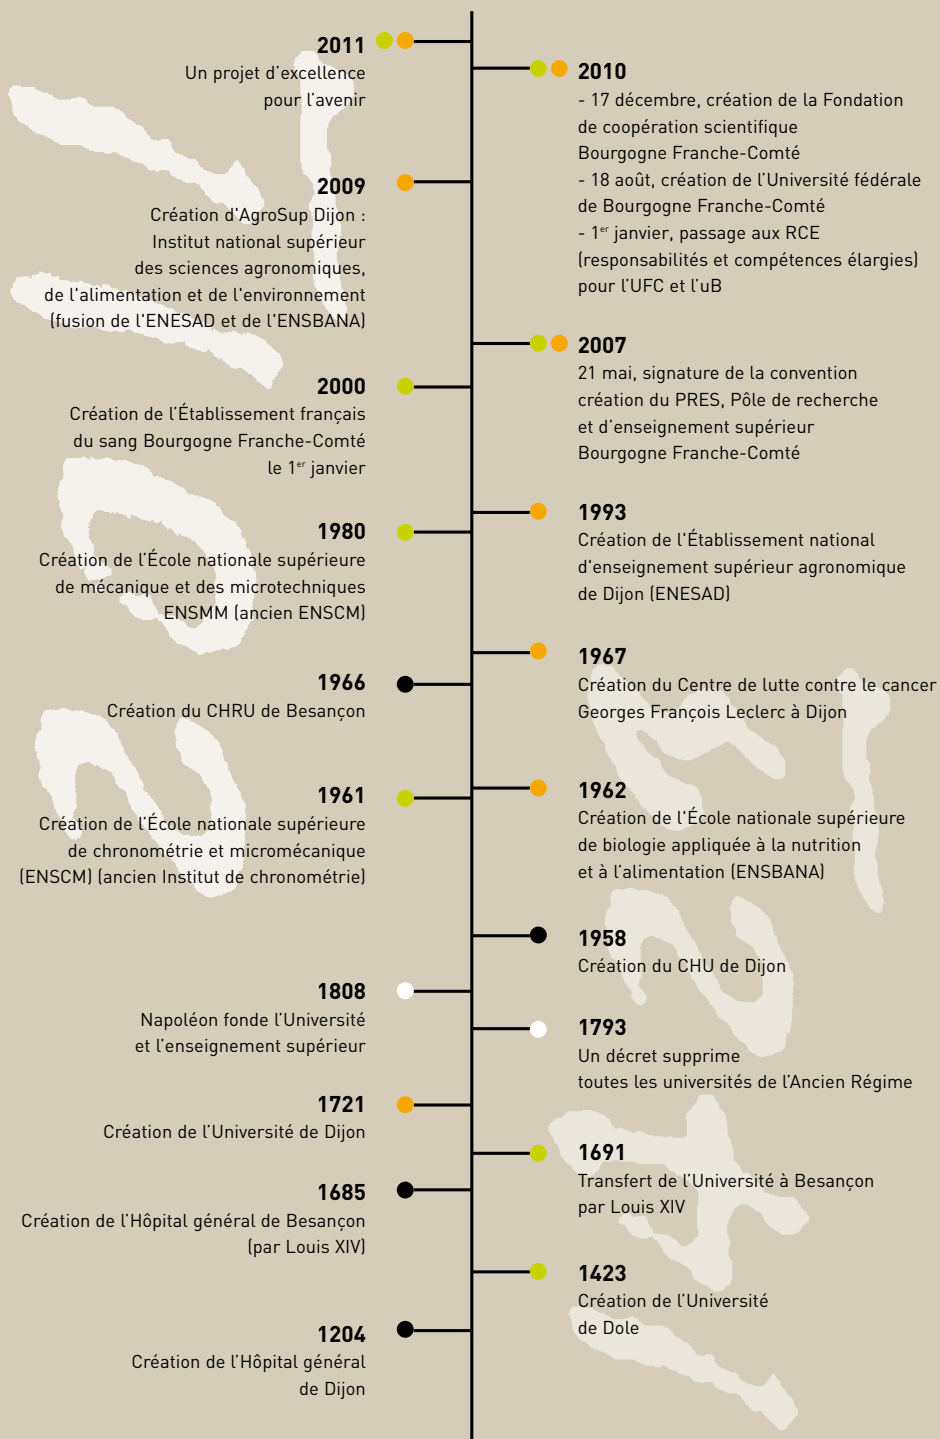 2011
Un projet d’excellence
pour l’avenir
2010
- 17 décembre, création de la Fondation
de coopération scientifique
Bourgogne Franche-Comté
- 18 août, création de l’Université fédérale
de Bourgogne Franche-Comté
- 1er janvier, passage aux RCE
(responsabilités et compétences élargies)
pour l’UFC et l’uB
2009
Création d'AgroSup Dijon :
Institut national supérieur
des sciences agronomiques,
de l'alimentation et de l'environnement
(fusion de l'ENESAD et de l'ENSBANA)
2007
21 mai, signature de la convention
création du PRES, Pôle de recherche
et d’enseignement supérieur
Bourgogne Franche-Comté
2000
Création de l’Établissement français
du sang Bourgogne Franche-Comté
le 1er janvier
1993
Création de l'Établissement national
d'enseignement supérieur agronomique
de Dijon (ENESAD)
1980
Création de l’École nationale supérieure
de mécanique et des microtechniques
ENSMM (ancien ENSCM)
1967
Création du Centre de lutte contre le cancer
Georges François Leclerc à Dijon
1966
Création du CHRU de Besançon
1962
Création de l'École nationale supérieure
de biologie appliquée à la nutrition
et à l’alimentation (ENSBANA)
1961
Création de l’École nationale supérieure
de chronométrie et micromécanique
(ENSCM) (ancien Institut de chronométrie)
1958
Création du CHU de Dijon
1808
Napoléon fonde l’Université
et l’enseignement supérieur
1793
Un décret supprime
toutes les universités de l’Ancien Régime
1721
Création de l’Université de Dijon
1691
Transfert de l’Université à Besançon
par Louis XIV
1685
Création de l’Hôpital général de Besançon
(par Louis XIV)
1423
Création de l’Université
de Dole
1204
Création de l’Hôpital général
de Dijon